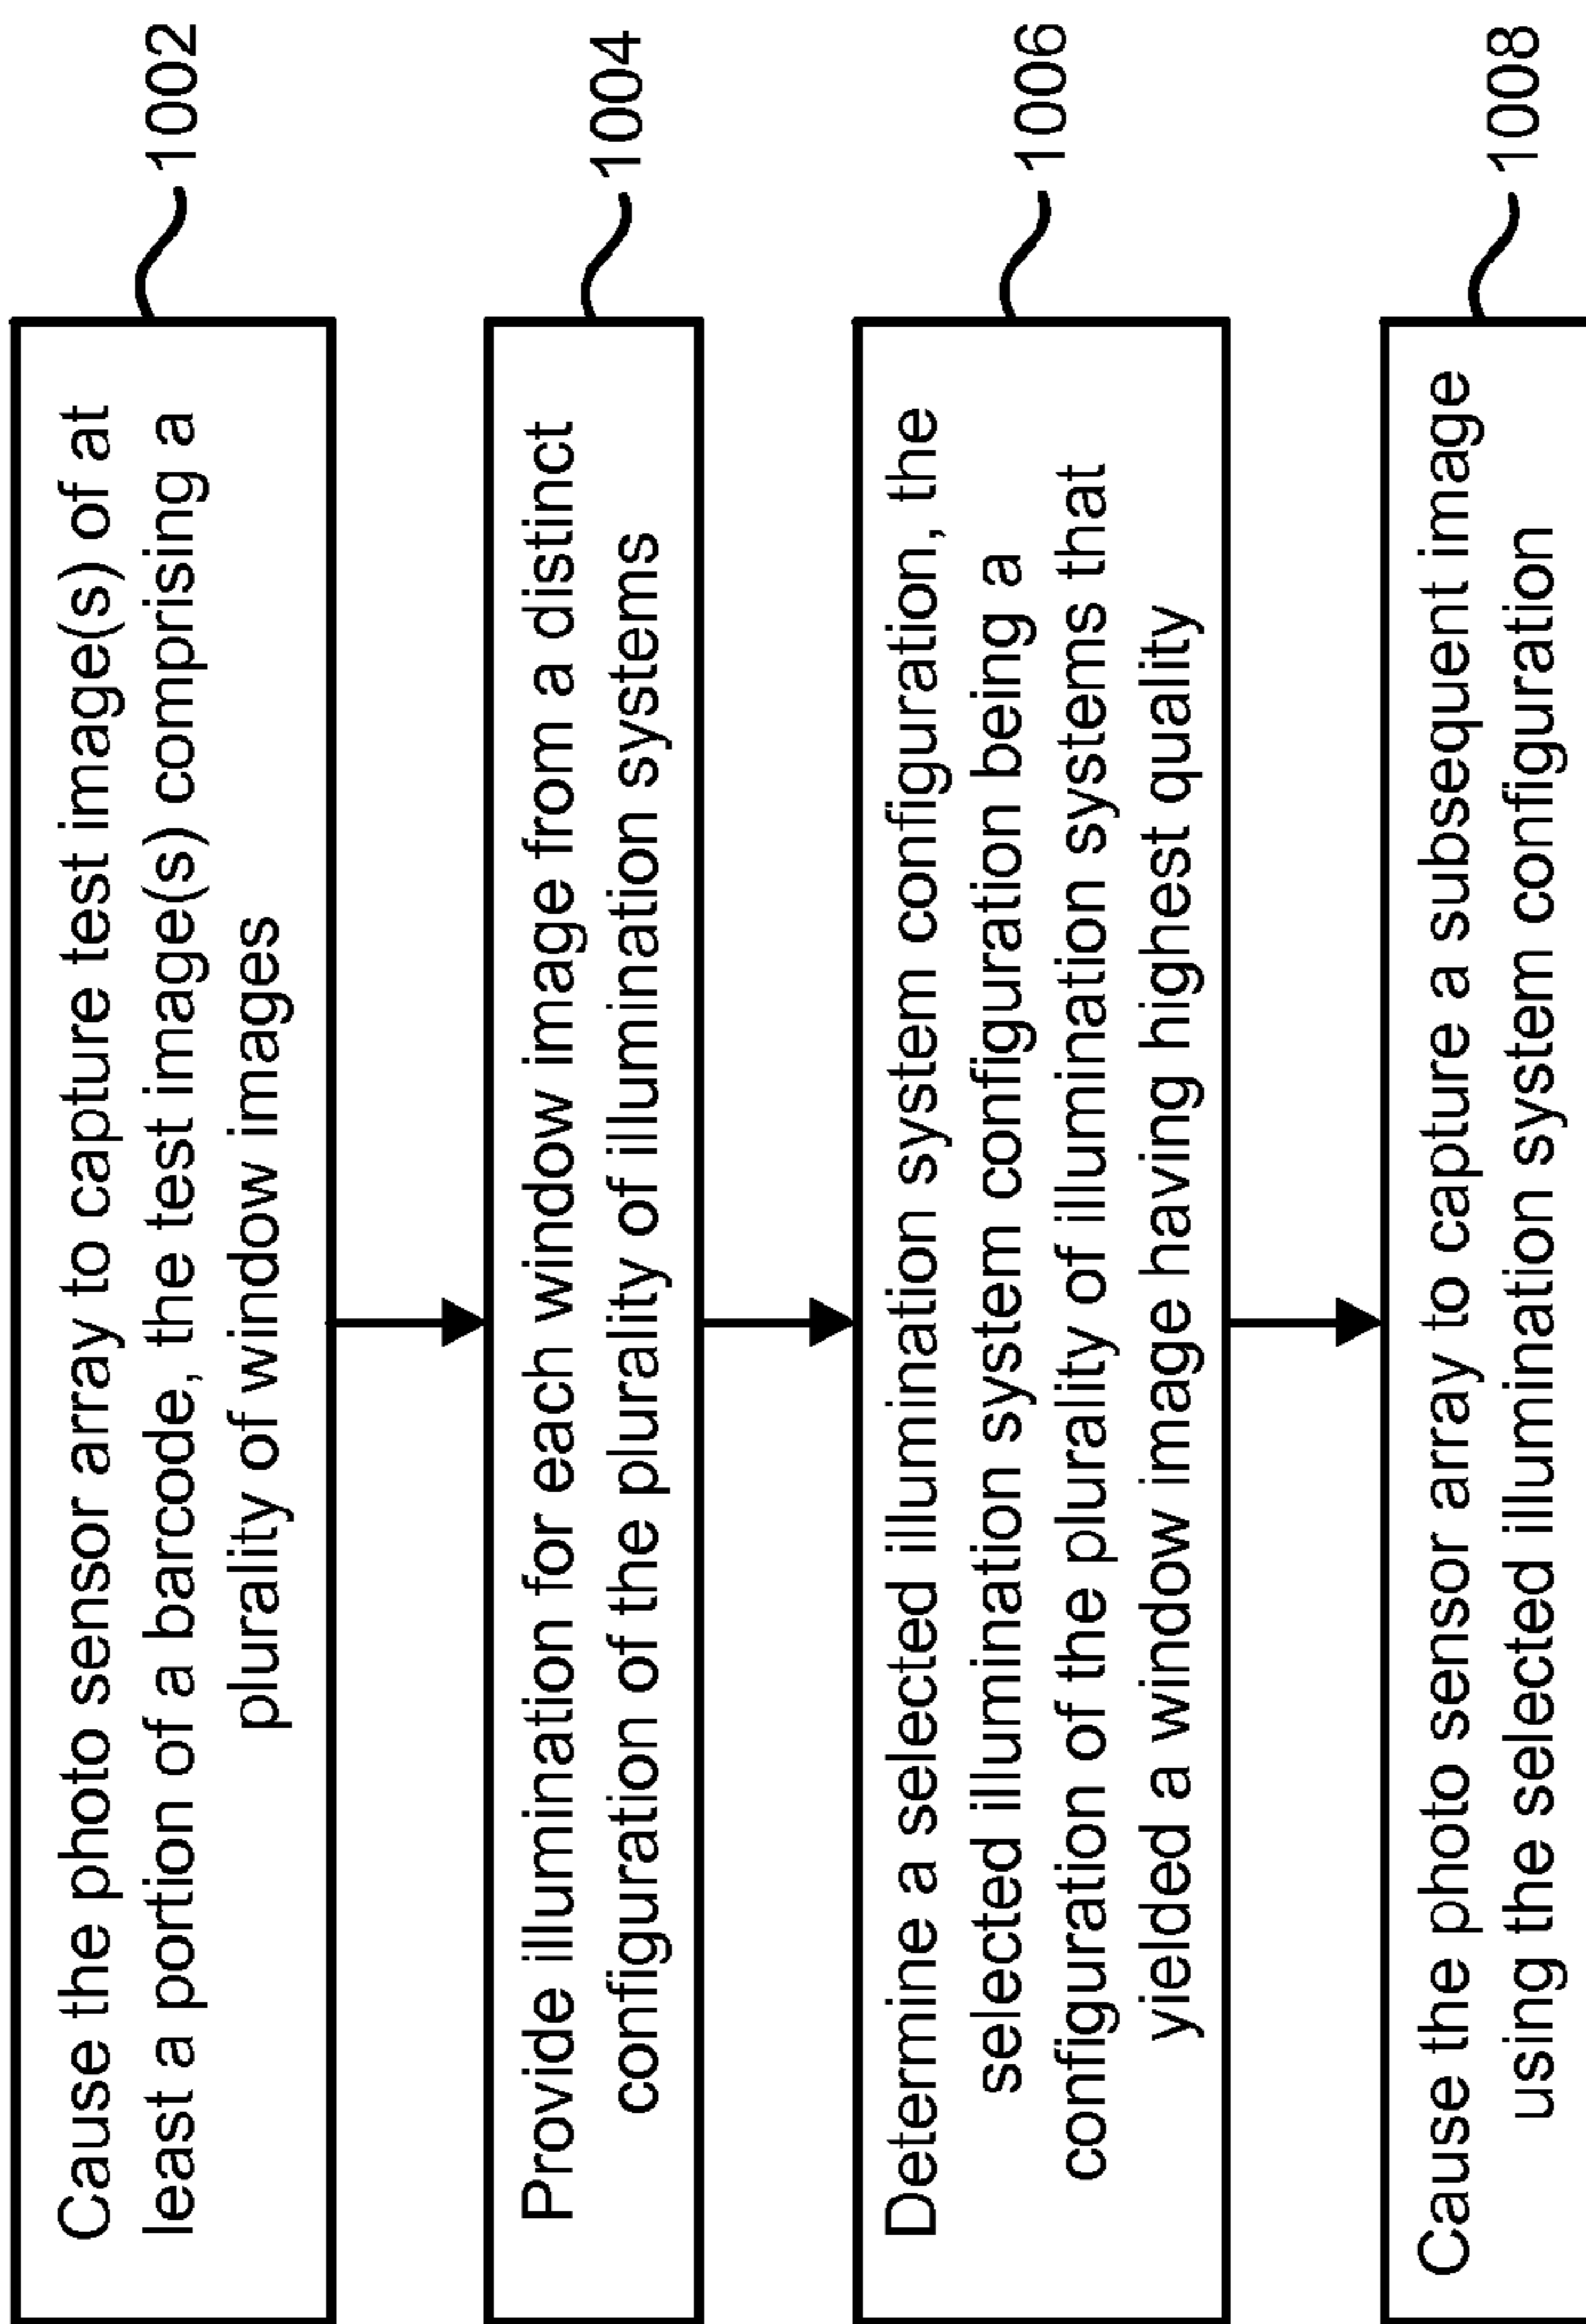 Cause the photo sensor array to capture test image(s) of at
least a portion of a barcode, the test image(s) comprising a
plurality of window images
1002
Provide illumination for each window image from a distinct
configuration of the plurality of illumination systems
1004
Determine a selected illumination system configuration, the
selected illumination system configuration being a
configuration of the plurality of illumination systems that
yielded a window image having highest quality
1006
Cause the photo sensor array to capture a subsequent image
using the selected illumination system configuration
1008